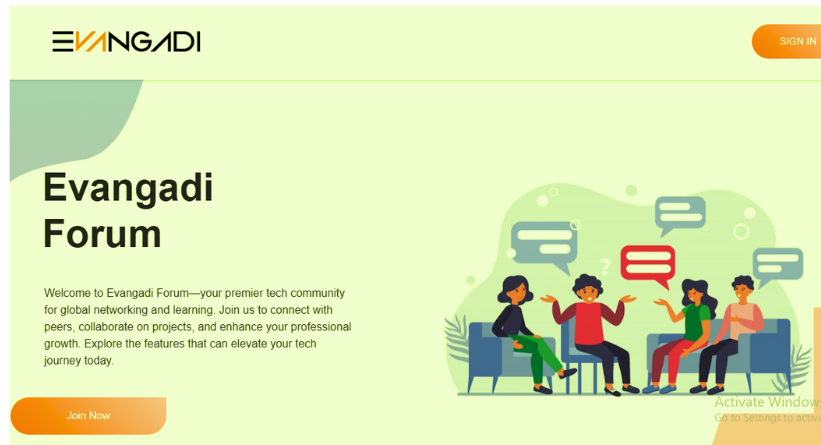 EVANGADI
SIGN IN
Evangadi
Forum
Welcome to Evangadi Forum—your premier tech community
for global networking and learning. Join us to connect with
peers, collaborate on projects, and enhance your professional
growth. Explore the features that can elevate your tech
journey today.
Join Now
?
Activate Windows
Go to Settings to activa